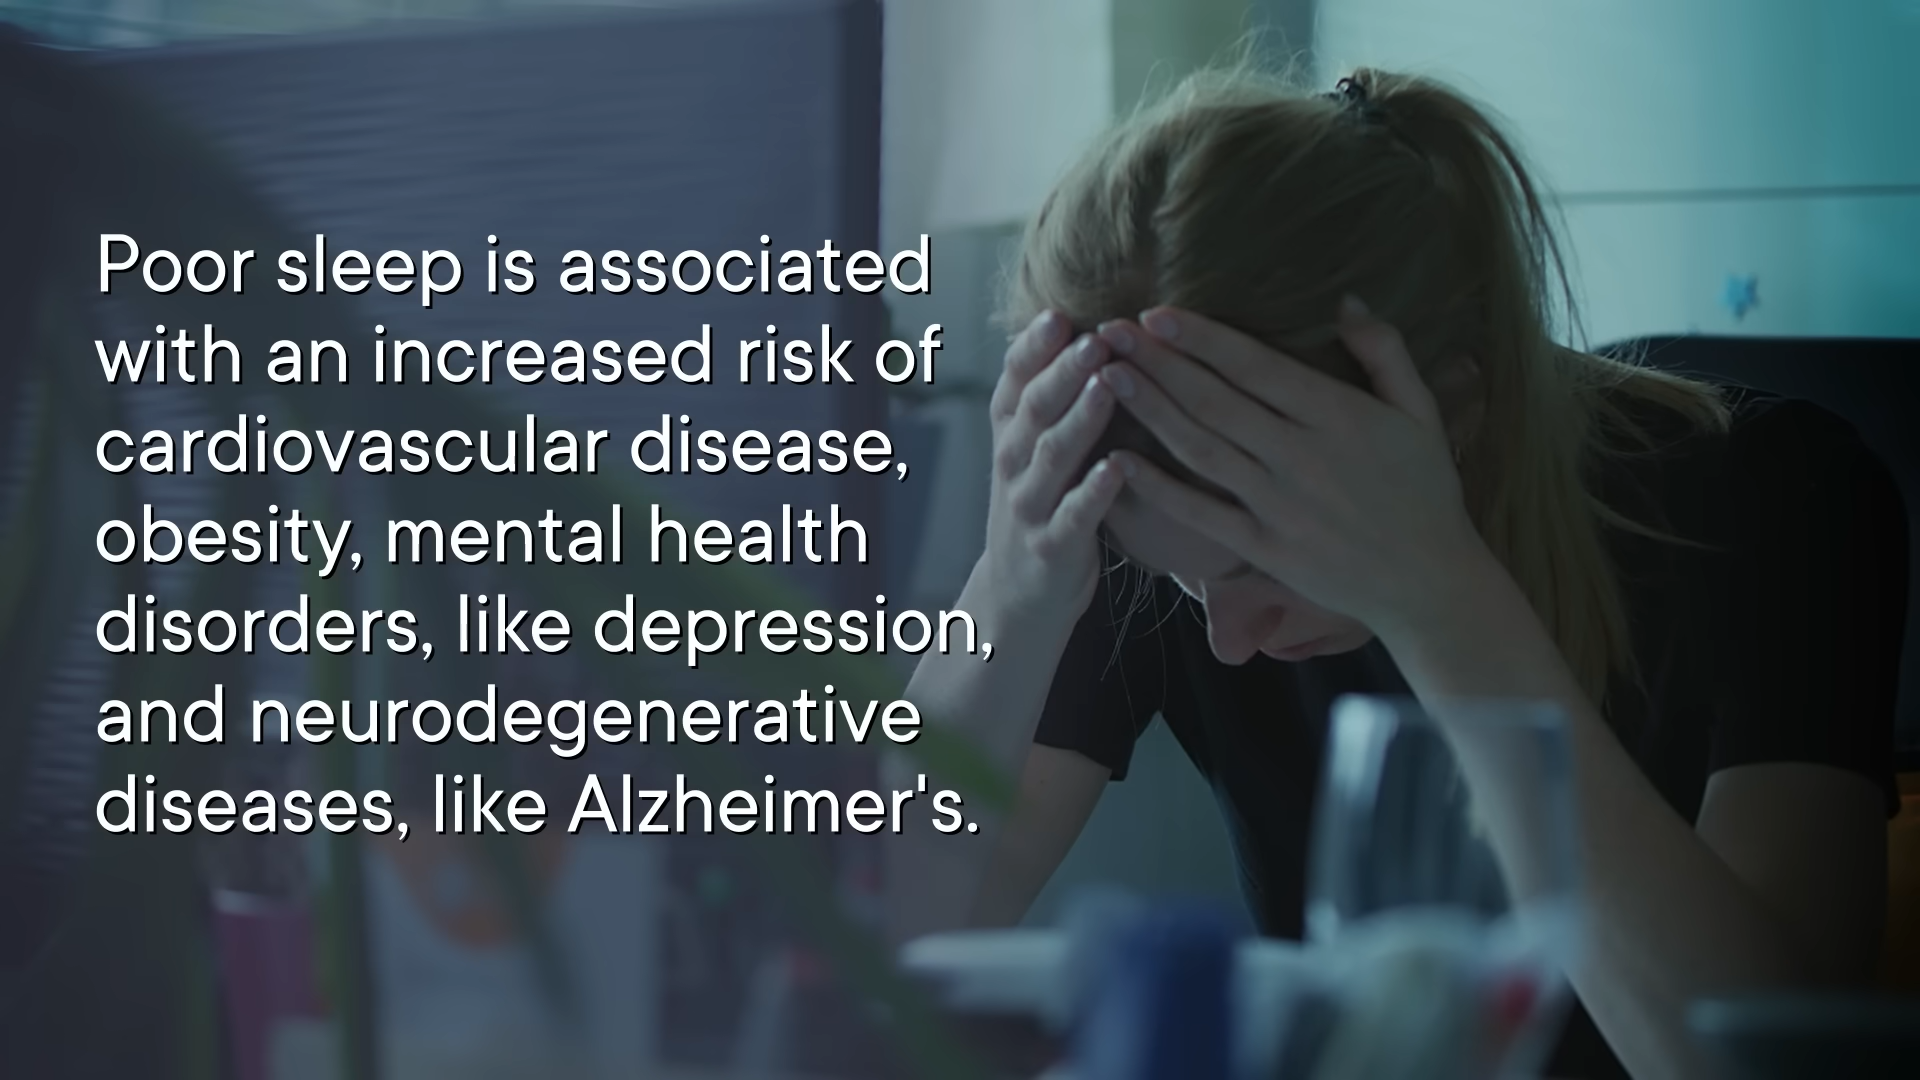 Poor sleep is associated
with an increased risk of
cardiovascular disease,
obesity, mental health
disorders, like depression,
and neurodegenerative
diseases, like Alzheimer's.